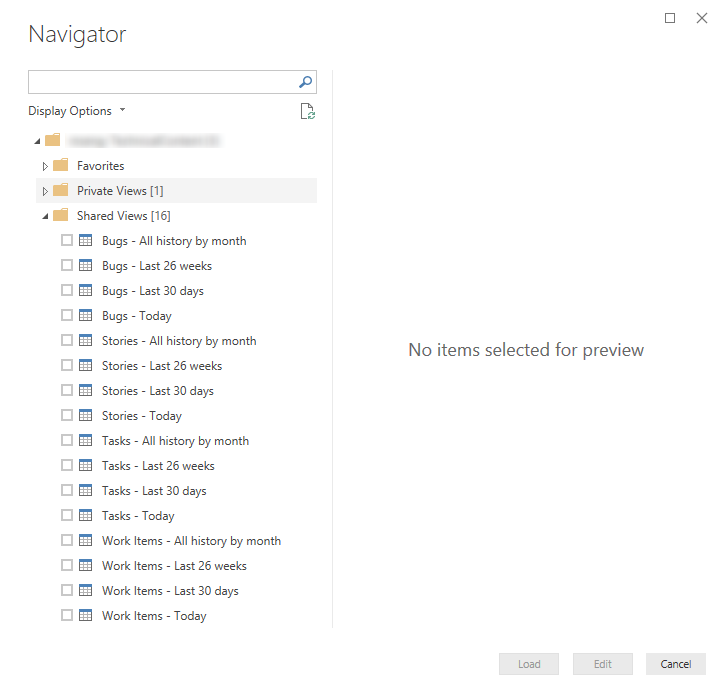 Navigator
Display Options
Favorites
Private Views [1]
Shared Views [16]
Bugs - All history by month
Bugs - Last 26 weeks
Bugs - Last 30 days
Bugs - Today
Stories - All history by month
Stories - Last 26 weeks
Stories - Last 30 days
Stories - Today
Tasks - All history by month
Tasks - Last 26 weeks
Tasks - Last 30 days
Tasks - Today
Work Items - All history by month
Work Items - Last 26 weeks
Work Items - Last 30 days
Work Items - Today
No items selected for preview
Load Edit Cancel